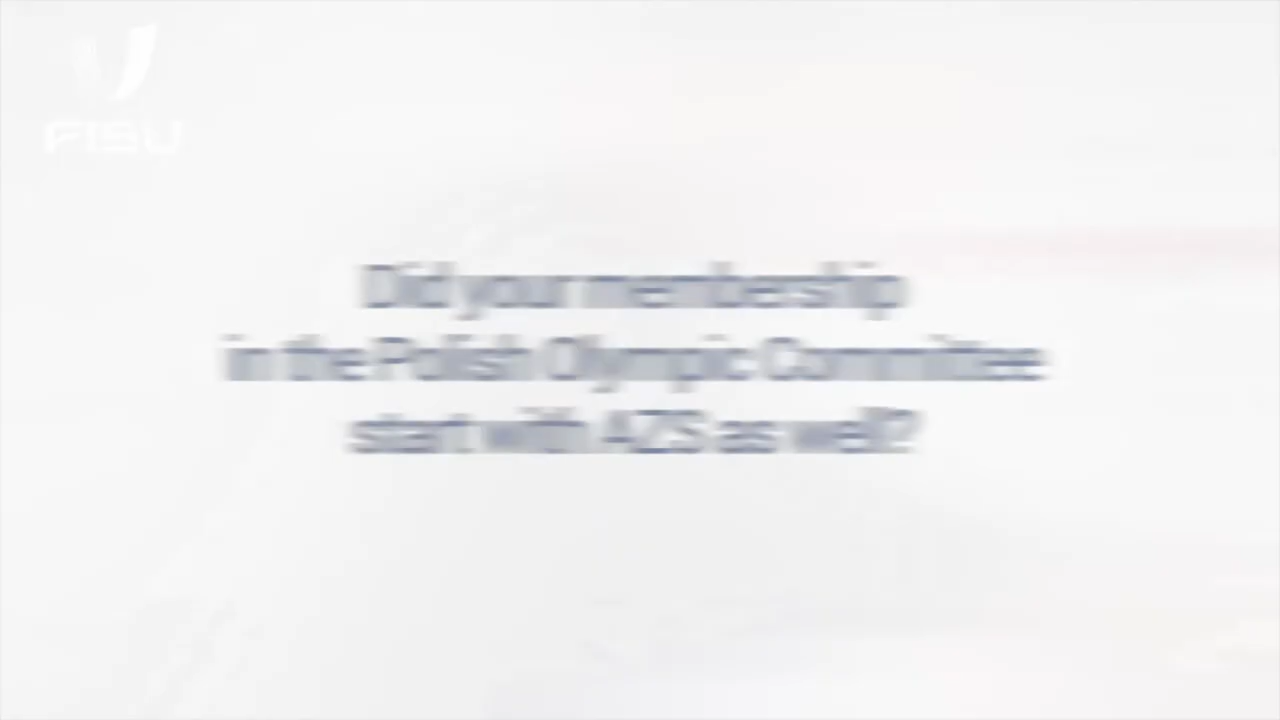 FISU
Did your membership
in the Polish Olympic Committee
start with AZS as well?